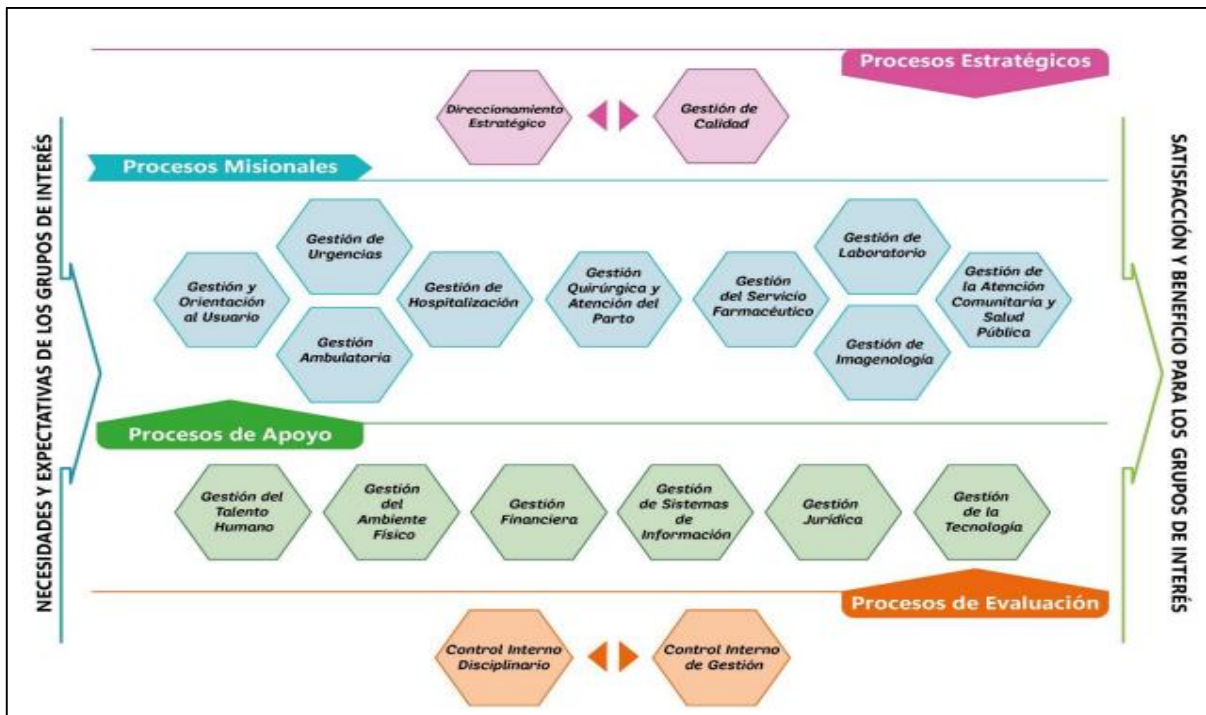 NECESIDADES Y EXPECTATIVAS DE LOS GRUPOS DE INTERÉS
Procesos Estratégicos
Direccionamiento
Estratégico
Gestión de
Calidad
Procesos Misionales
Gestión y
Orientación
al Usuario
Gestión de
Urgencias
Gestión
Ambulatoria
Gestión de
Hospitalización
Gestión
Quirúrgica y
Atención del
Parto
Gestión
del Servicio
Farmacéutico
Gestión de
Laboratorio
Gestión de
Imagenología
Gestión de
la Atención
Comunitaria y
Salud
Pública
Procesos de Apoyo
Gestión del
Talento
Humano
Gestión
del
Ambiente
Físico
Gestión
Financiera
Gestión
de Sistemas
de
Información
Gestión
Jurídica
Gestión
de la
Tecnología
Procesos de Evaluación
Control Interno
Disciplinario
Control Interno
de Gestión
SATISFACCIÓN Y BENEFICIO PARA LOS GRUPOS DE INTERÉS